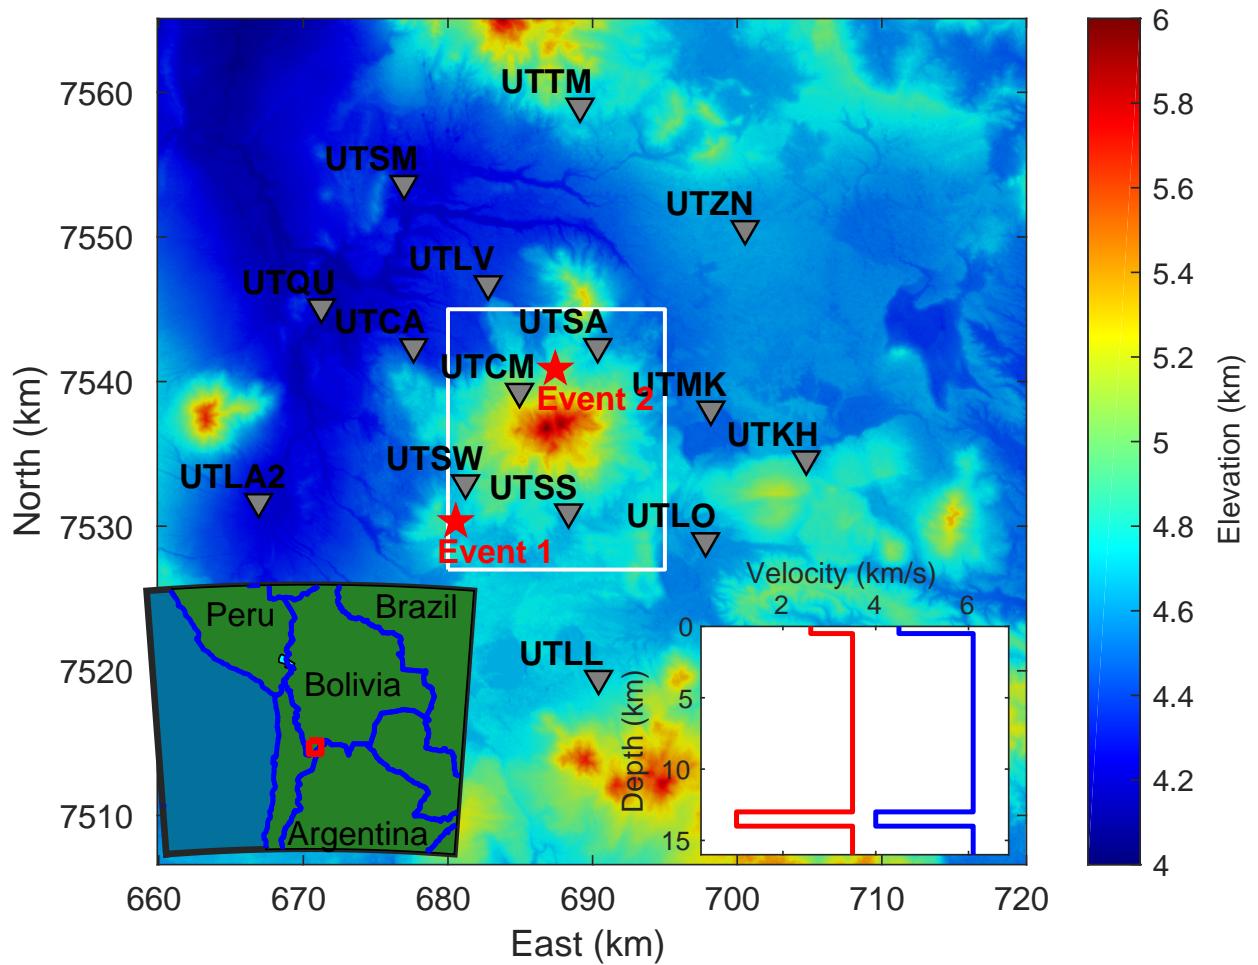 6
UTTM
5.8
7560
UTSM
5.6
UTZN
7550
UTLV
5.4
UTQU
UTCA
UTSA
5.2
UTCM
7540
UTMK
Event 2
North (km)
5
Elevation (km)
UTKH
UTSW
UTLA2
UTSS
UTLO
7530
4.8
Event 1
Velocity (km/s)
2 4 6
4.6
Peru
Brazil
0
UTLL
7520
Bolivia
5
Depth (km)
4.4
10
4.2
7510
Argentina
15
4
660 670 680 690 700 710 720
East (km)